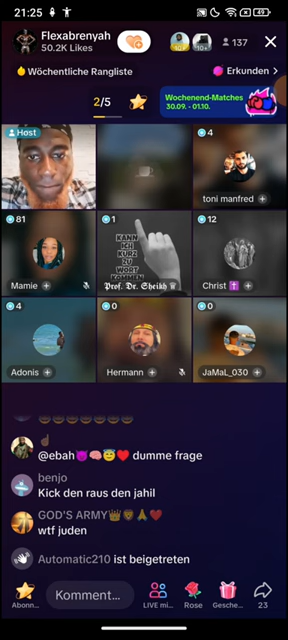 21:25
49
Flexabrenyah
50.2K Likes
10+
137
Wöchentliche Rangliste
Erkunden >
2/5
Wochenend-Matches
30.09. - 01.10.
Host
4
toni manfred
81
Mamie
1
KANN
ICH
KURZ
ZU
WORT
KOMMEN
Prof. Dr. Sheikh
12
Christ
4
Adonis
0
Hermann
0
JaMaL_030
@ebah😈🧠😇❤️ dumme frage
benjo
Kick den raus den jahil
GOD'S ARMY👑🦁🙏❤️
wtf juden
Automatic210 ist beigetreten
Abonn...
Komment...
LIVE mi...
Rose
Gesche...
23